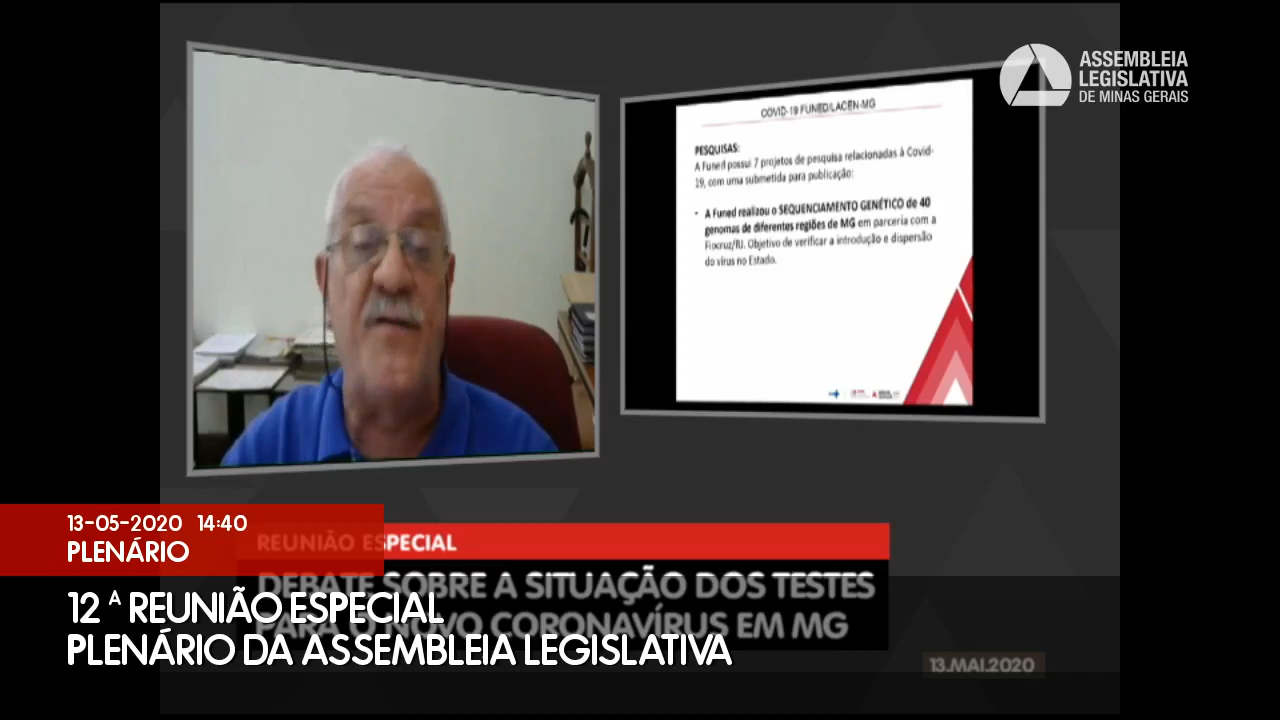 ASSEMBLEIA
LEGISLATIVA
DE MINAS GERAIS
COVID-19 FUNED/LACEN-MG
PESQUISAS:
A Funed possui 7 projetos de pesquisa relacionadas à Covid-
19, com uma submetida para publicação:
• A Funed realizou o SEQUENCIAMENTO GENÉTICO de 40
genomas de diferentes regiões de MG em parceria com a
Fiocruz/RJ. Objetivo de verificar a introdução e dispersão
do vírus no Estado.
13-05-2020 14:40
PLENÁRIO
REUNIÃO ESPECIAL
DEBATE SOBRE A SITUAÇÃO DOS TESTES
PARA O NOVO CORONAVÍRUS EM MG
12 ª REUNIÃO ESPECIAL
PLENÁRIO DA ASSEMBLEIA LEGISLATIVA
13.MAI.2020